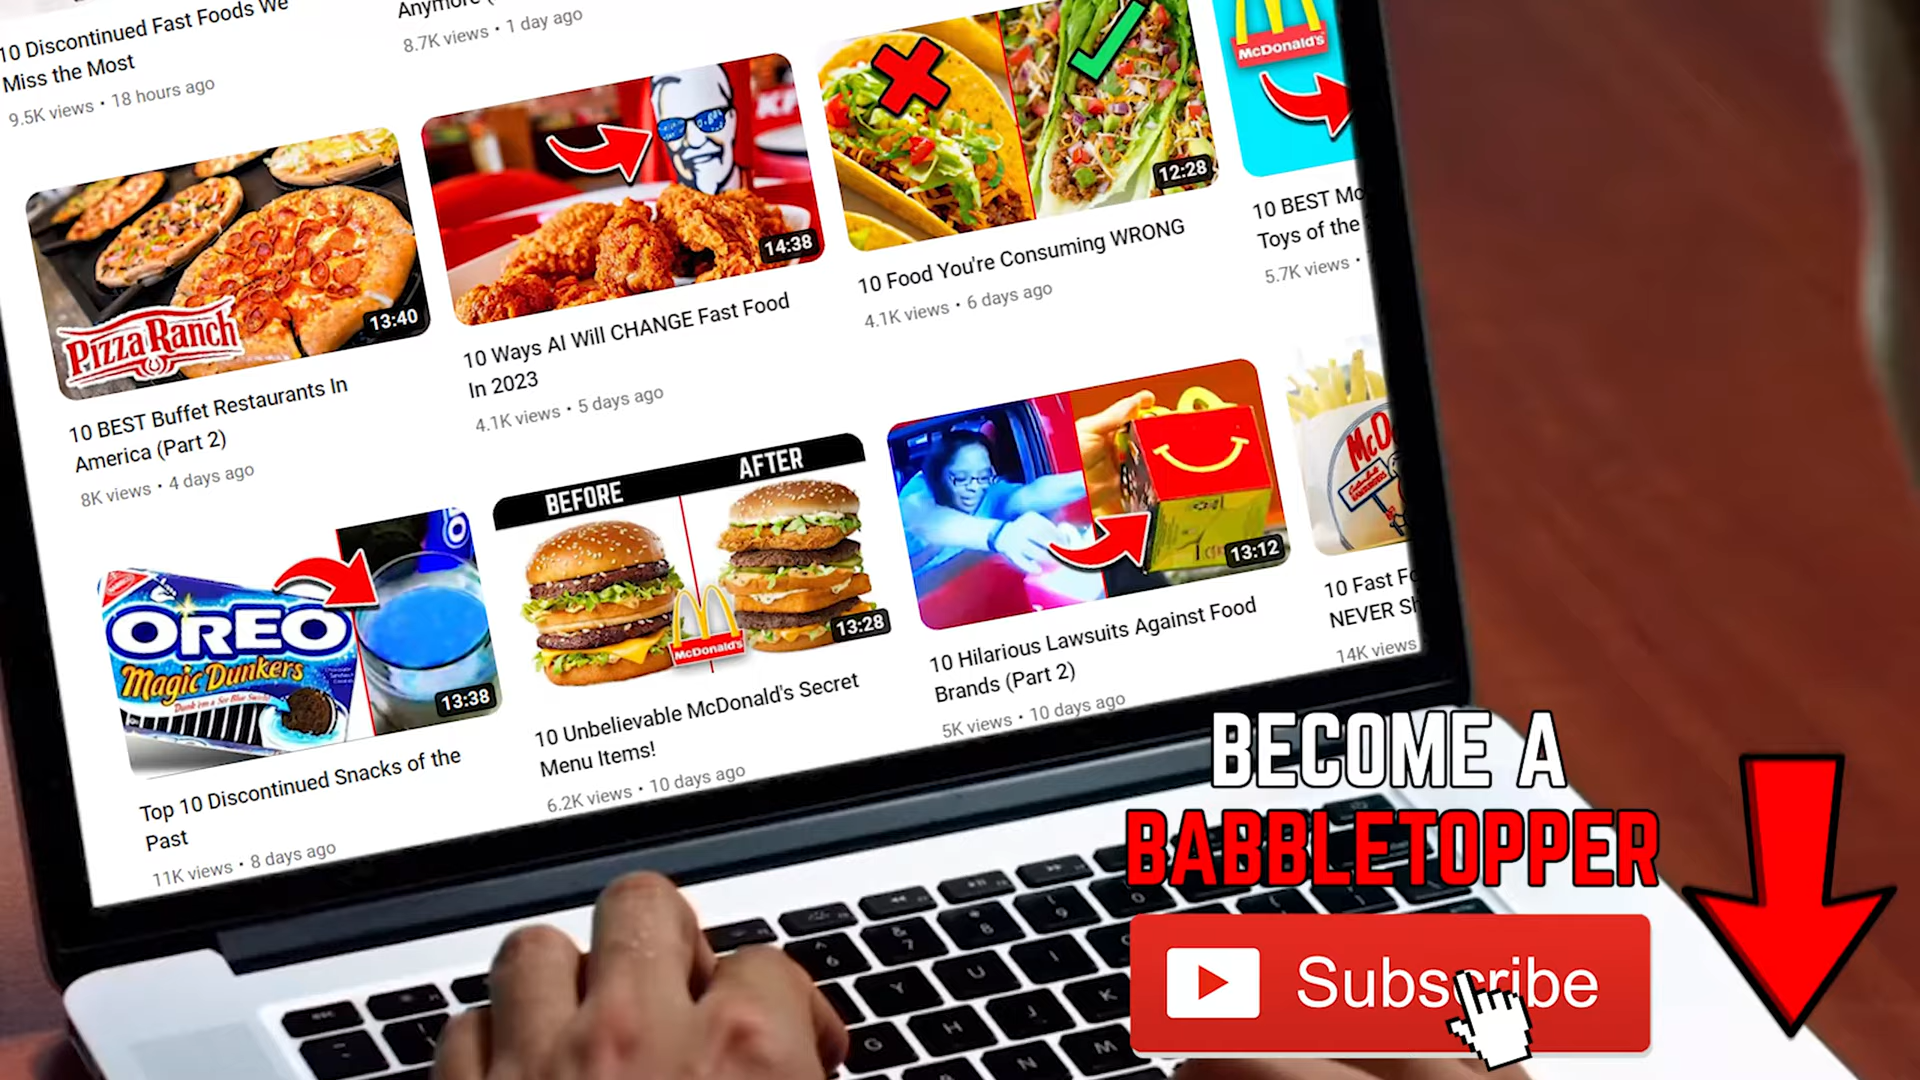 10 Discontinued Fast Foods We
Miss the Most
9.5K views • 18 hours ago
Anymore
8.7K views • 1 day ago
McDonald's
Pizza Ranch
13:40
10 BEST Buffet Restaurants In
America (Part 2)
8K views • 4 days ago
14:38
10 Ways AI Will CHANGE Fast Food
In 2023
4.1K views • 5 days ago
12:28
10 Food You're Consuming WRONG
4.1K views • 6 days ago
10 BEST
Toys of the
5.7K views •
OREO
Magic Dunkers
13:38
Top 10 Discontinued Snacks of the
Past
11K views • 8 days ago
BEFORE
AFTER
McDonald's
13:28
10 Unbelievable McDonald's Secret
Menu Items!
6.2K views • 10 days ago
13:12
10 Hilarious Lawsuits Against Food
Brands (Part 2)
5K views • 10 days ago
10 Fast
NEVER
14K views
BECOME A
BABBLETOPPER
Subscribe